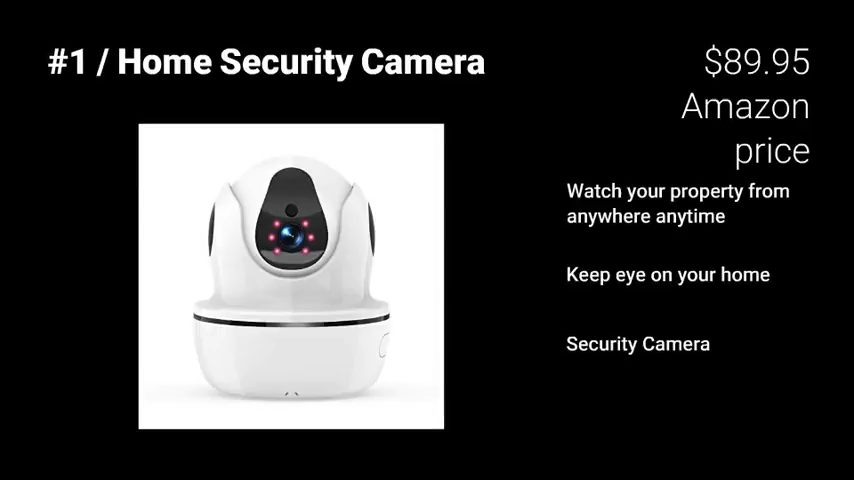 #1 / Home Security Camera
$89.95
Amazon
price
Watch your property from
anywhere anytime
Keep eye on your home
Security Camera